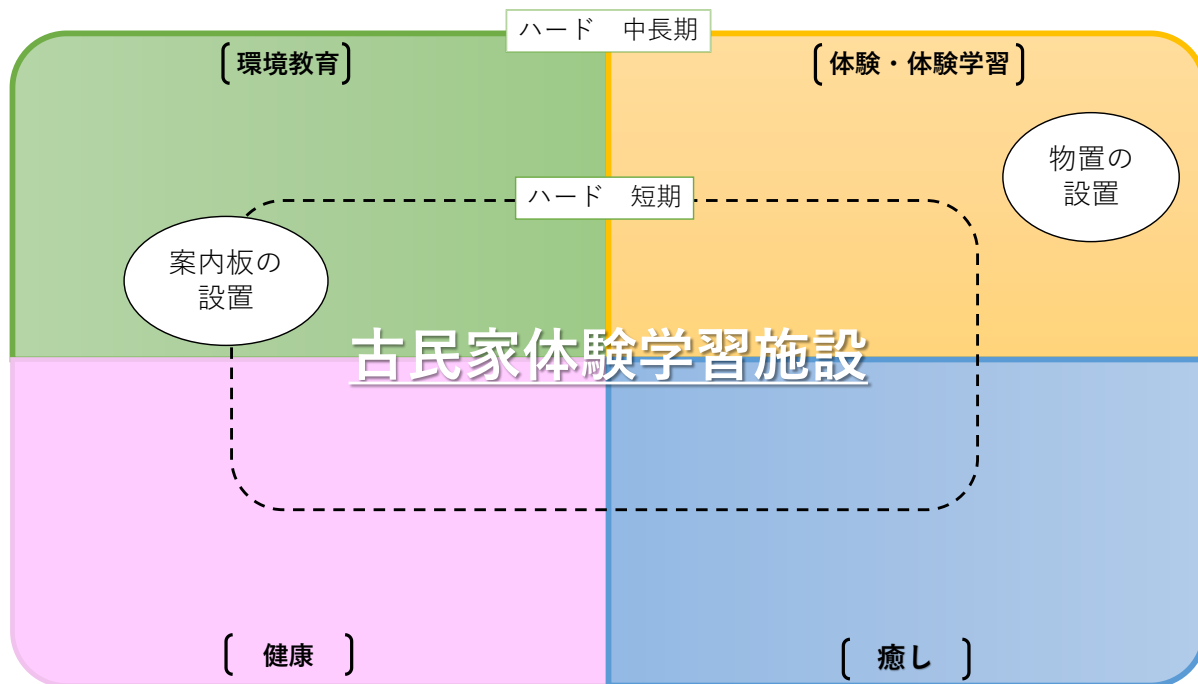 ハード　中長期
〔環境教育〕
〔体験・体験学習〕
物置の
設置
ハード　短期
案内板の
設置
古民家体験学習施設
〔　健康　〕
〔　癒し　〕